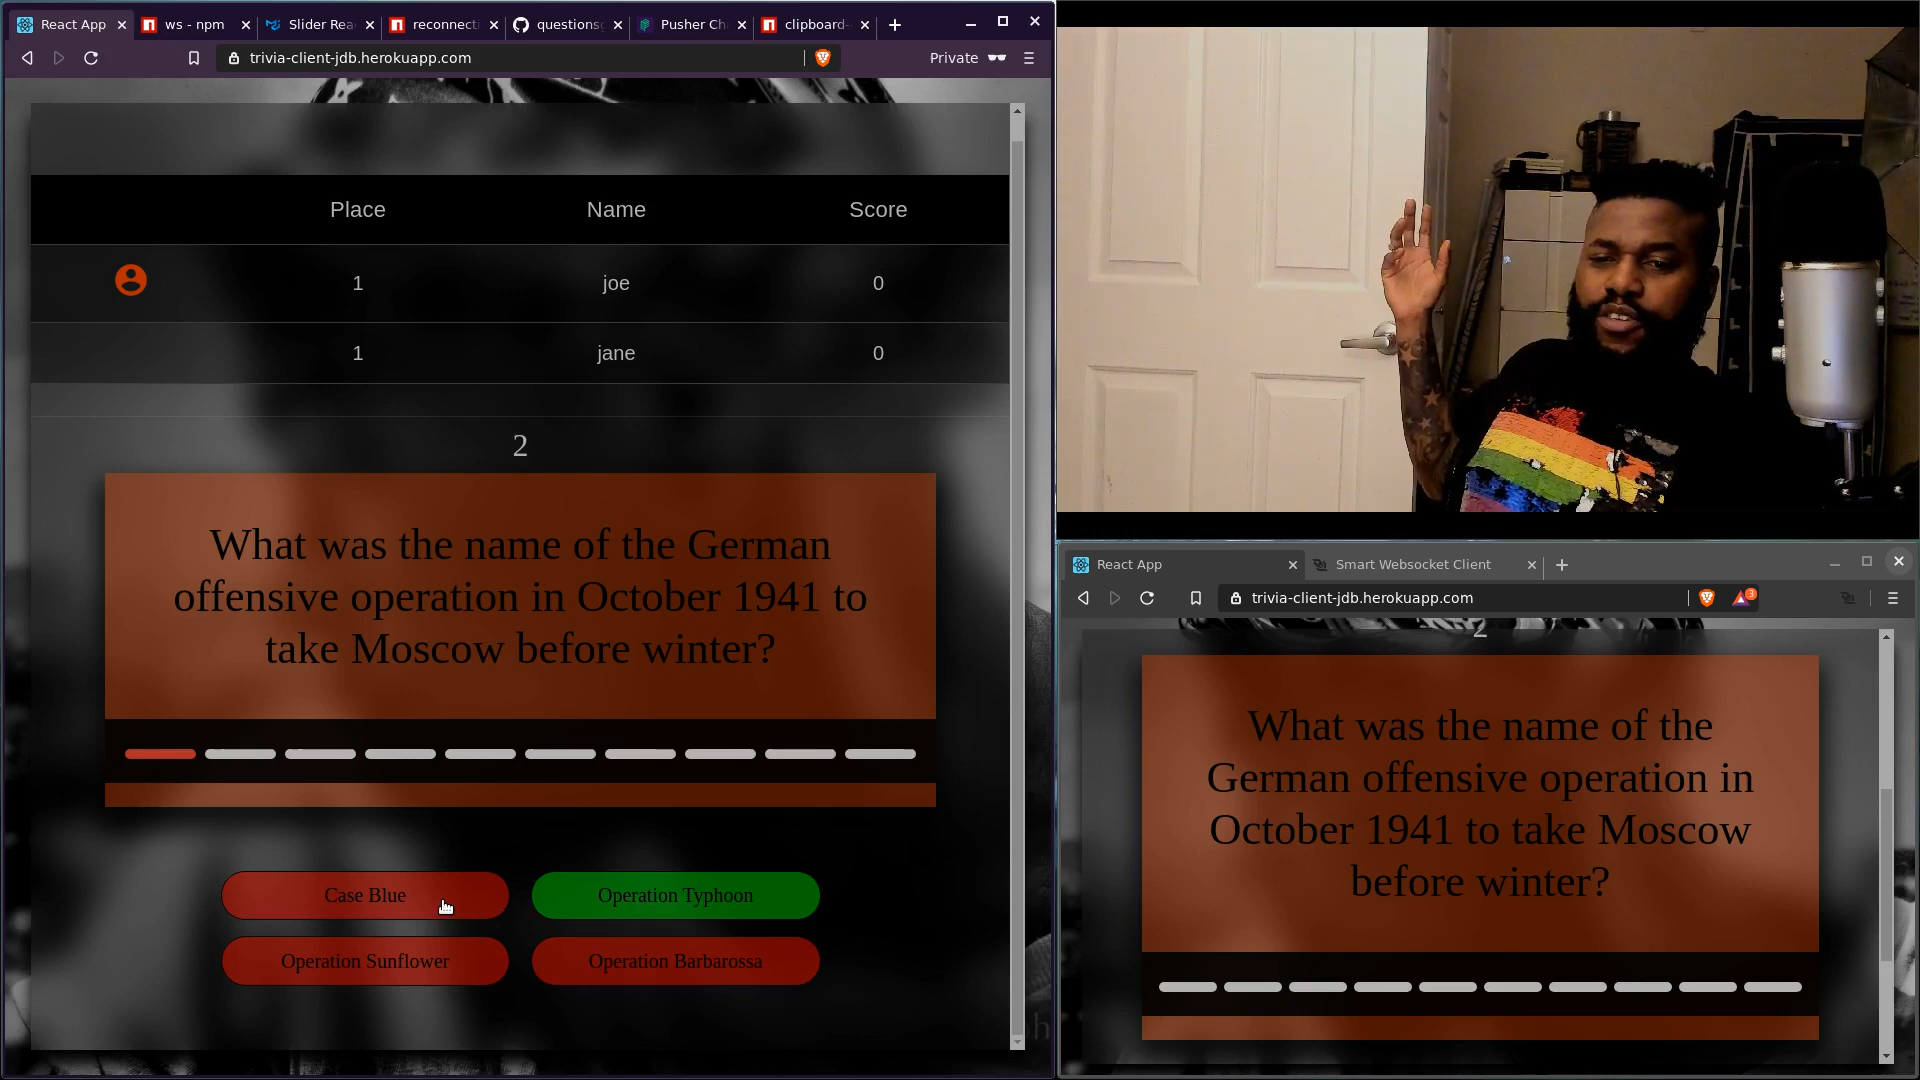 React App
ws - npm
Slider Rea
reconnecti
questionsg
Pusher Ch
clipboard-
trivia-client-jdb.herokuapp.com
Private
Place Name Score
1 joe 0
1 jane 0
2
What was the name of the German
offensive operation in October 1941 to
take Moscow before winter?
Case Blue
Operation Typhoon
Operation Sunflower
Operation Barbarossa
React App
Smart Websocket Client
trivia-client-jdb.herokuapp.com
3
2
What was the name of the
German offensive operation in
October 1941 to take Moscow
before winter?